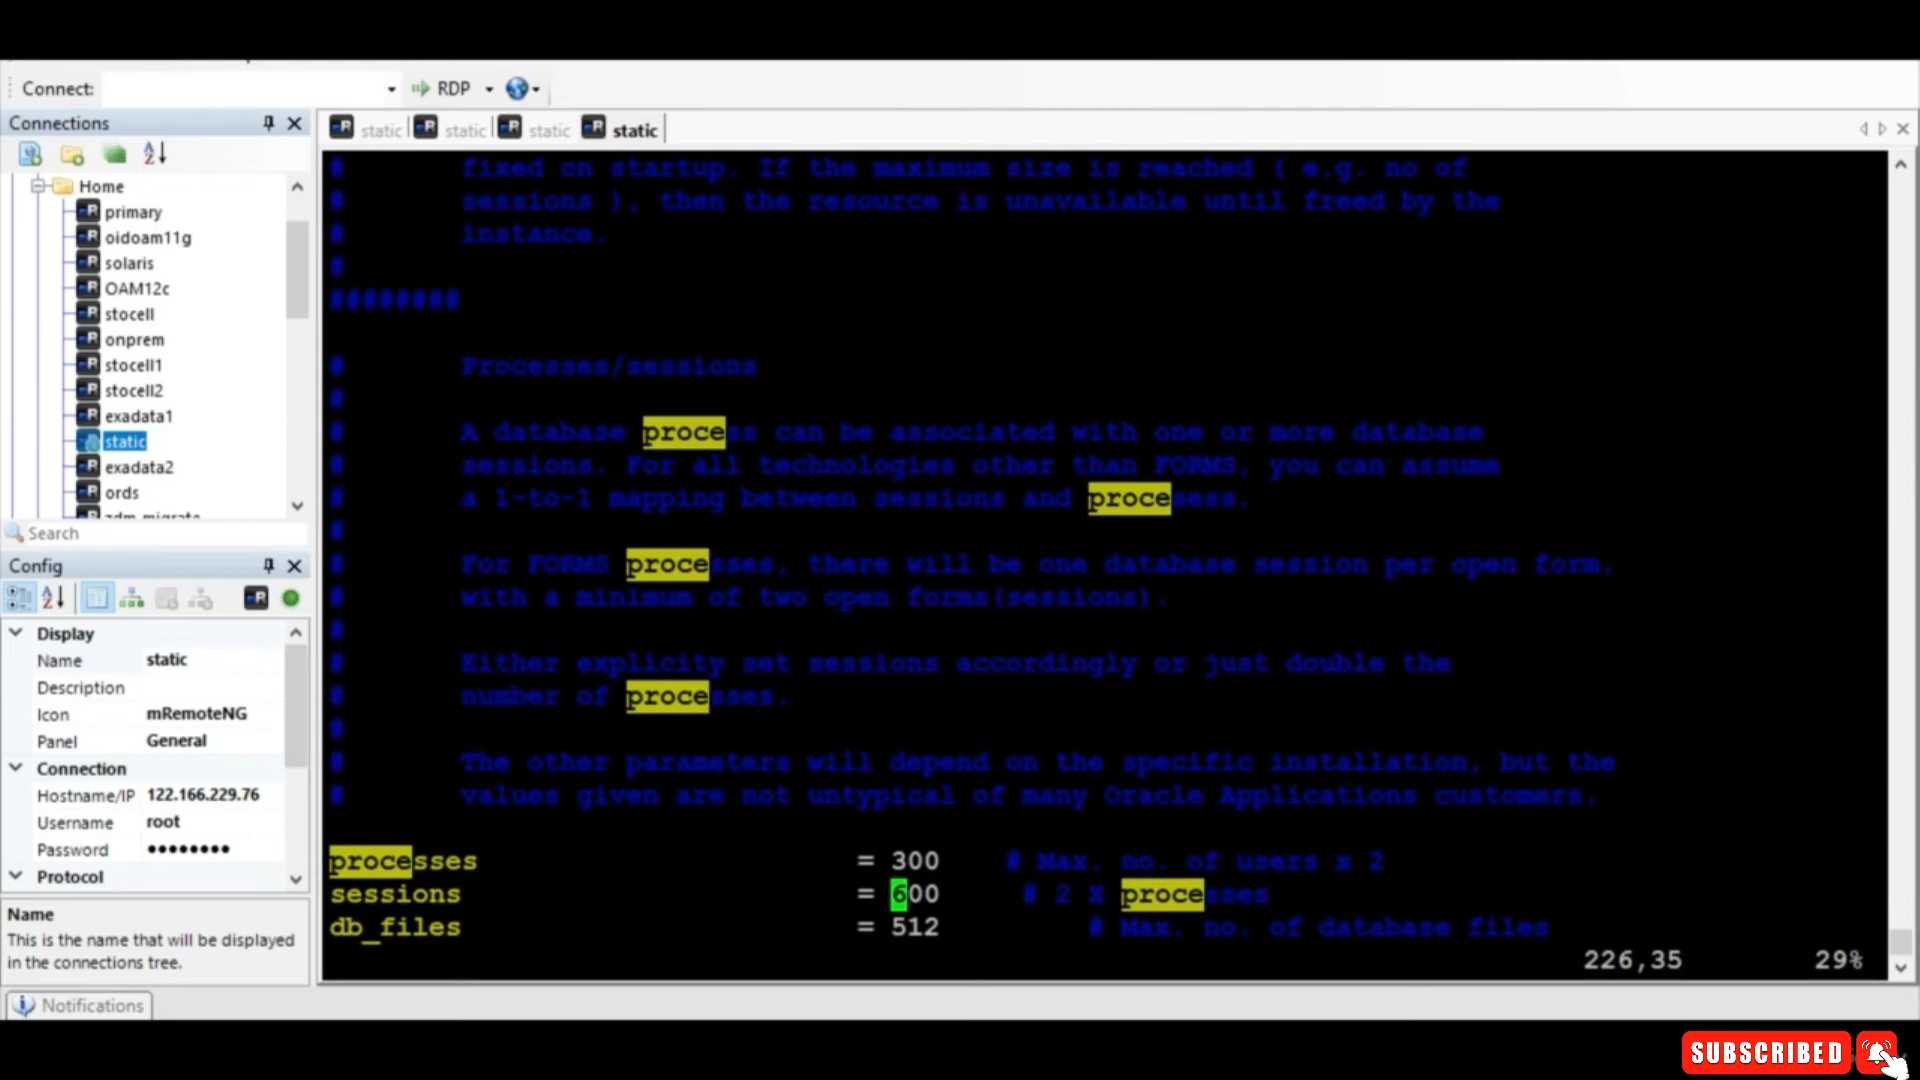 Connect:
RDP
Connections
static
static
static
static
Home
primary
oidoam11g
solaris
OAM12c
stocell
onprem
stocell1
stocell2
exadata1
static
exadata2
ords
Search
Config
Display
Name static
Description
Icon mRemoteNG
Panel General
Connection
Hostname/IP 122.166.229.76
Username root
Password ●●●●●●●●
Protocol
Name
This is the name that will be displayed
in the connections tree.
Notifications
# fixed on startup. If the maximum size is reached ( e.g. no of
# sessions ), then the resource is unavailable until freed by the
# instance.
#
########
# Processes/sessions
#
# A database process can be associated with one or more database
# sessions. For all technologies other than FORMS, you can assume
# a 1-to-1 mapping between sessions and procesess.
#
# For FORMS processes, there will be one database session per open form,
# with a minimum of two open forms(sessions).
#
# Either explicity set sessions accordingly or just double the
# number of processes.
#
# The other parameters will depend on the specific installation, but the
# values given are not untypical of many Oracle Applications customers.
processes = 300 # Max. no. of users x 2
sessions = 600 # 2 X processes
db_files = 512 # Max. no. of database files
226,35 29%
SUBSCRIBED